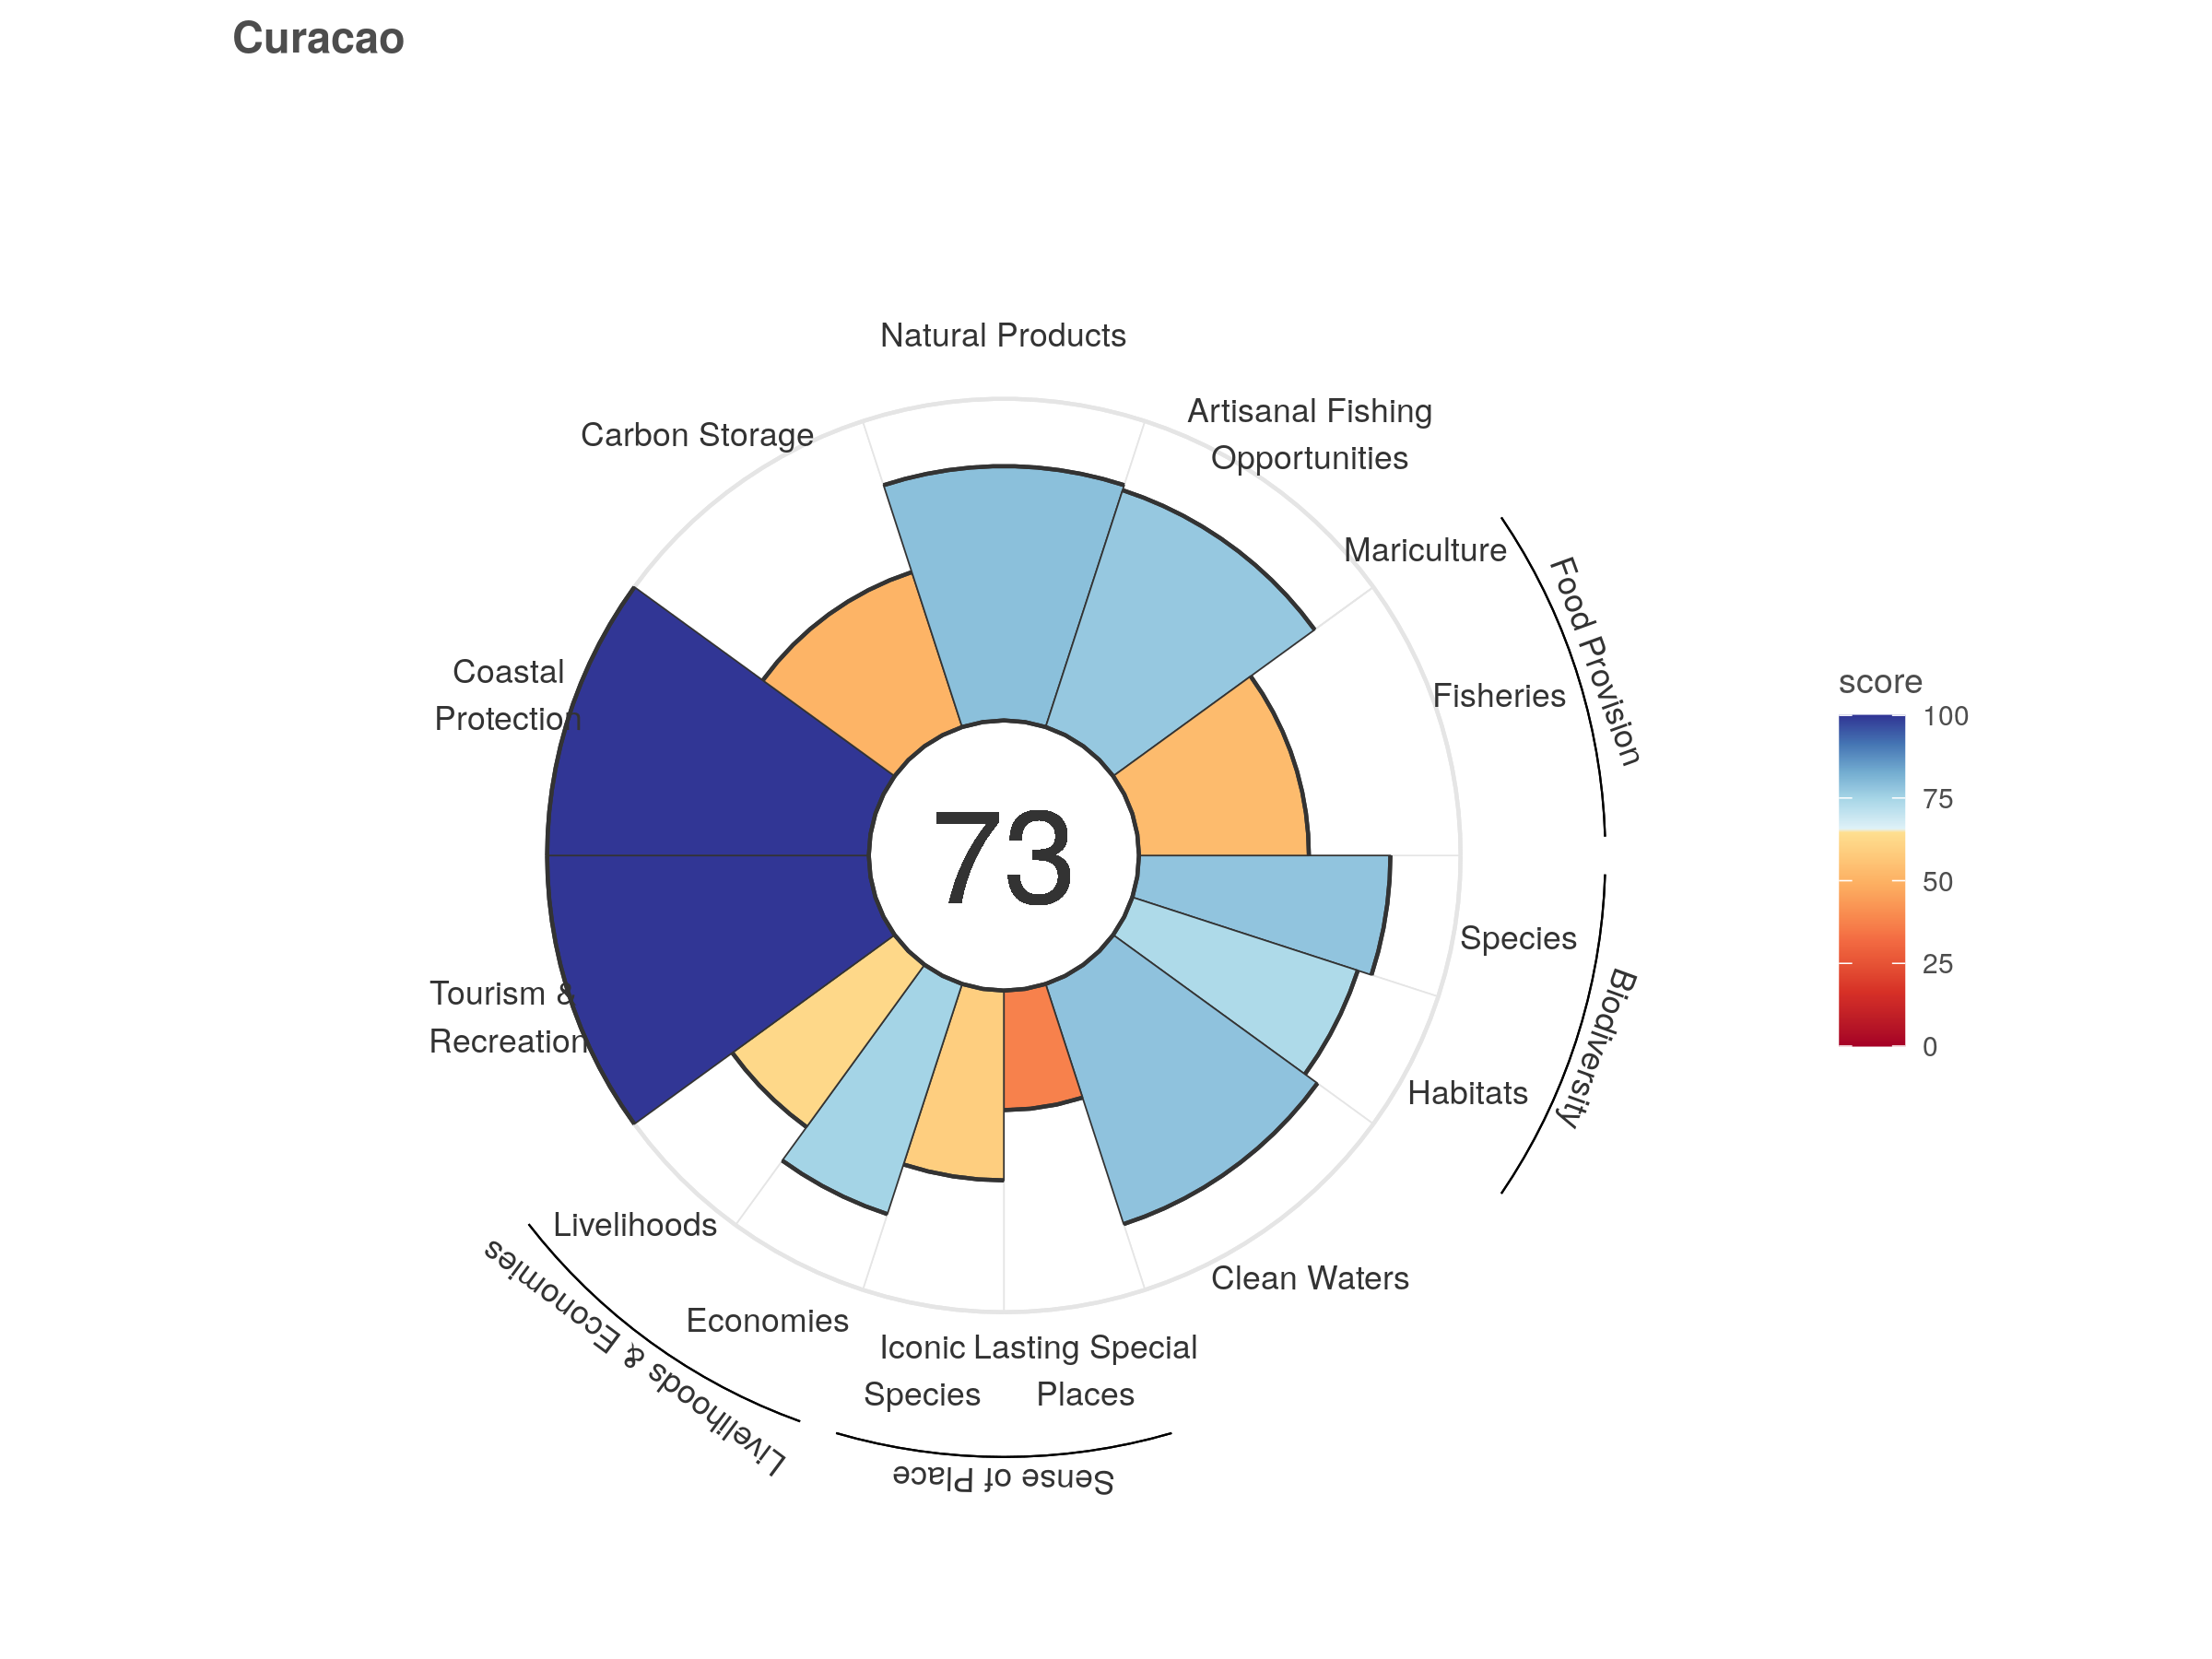 Curacao
Natural Products
Artisanal Fishing
Opportunities
Carbon Storage
Mariculture
Food Provision
Fisheries
Coastal
Protection
score
100
75
50
25
0
73
Species
Biodiversity
Tourism &
Recreation
Habitats
Livelihoods
Clean Waters
Economies
Livelihoods & Economies
Iconic
Species
Lasting Special
Places
Sense of Place